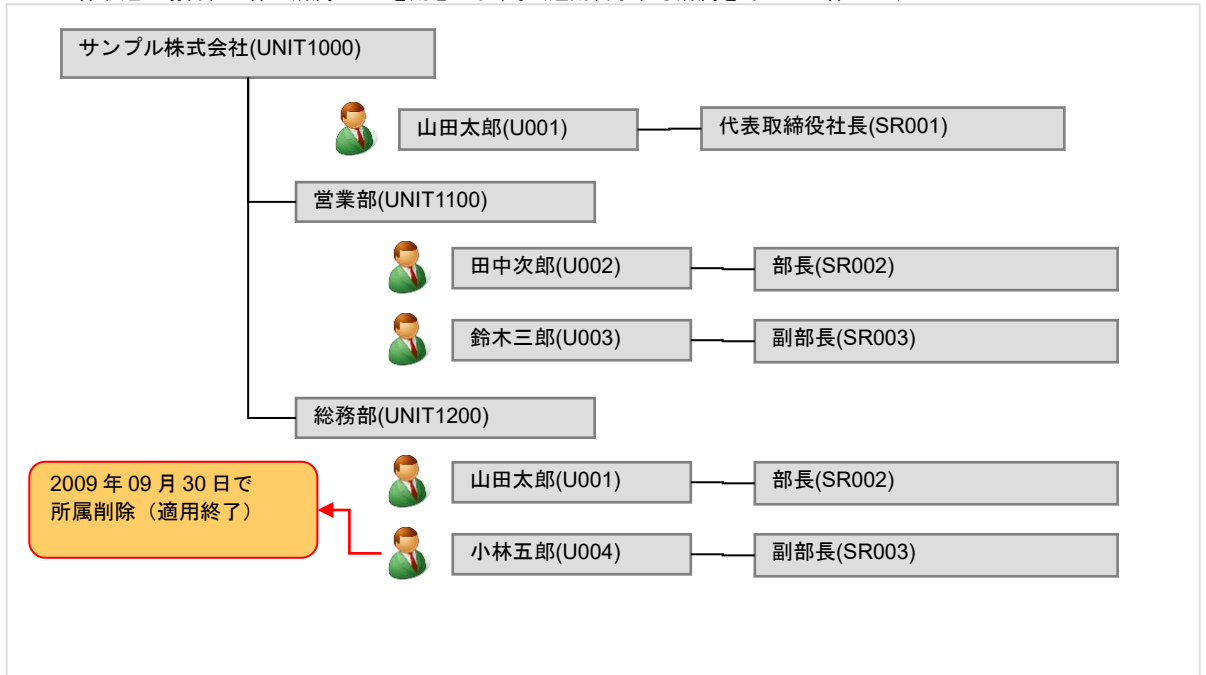 サンプル株式会社(UNIT1000)
山田太郎(U001)
代表取締役社長(SR001)
営業部(UNIT1100)
田中次郎(U002)
部長(SR002)
鈴木三郎(U003)
副部長(SR003)
総務部(UNIT1200)
2009 年 09 月 30 日で
所属削除（適用終了）
山田太郎(U001)
部長(SR002)
小林五郎(U004)
副部長(SR003)